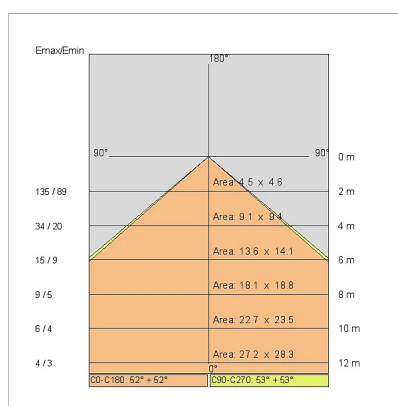 Emax/Emin
180°
90° 90° 0 m
135 / 89 Area: 4.5 x 4.6 2 m
34 / 20 Area: 9.1 x 9.4 4 m
15 / 9 Area: 13.6 x 14.1 6 m
9 / 5 Area: 18.1 x 18.8 8 m
6 / 4 Area: 22.7 x 23.5 10 m
4 / 3 Area: 27.2 x 28.3 12 m
0°
C0-C180: 52° + 52° C90-C270: 53° + 53°